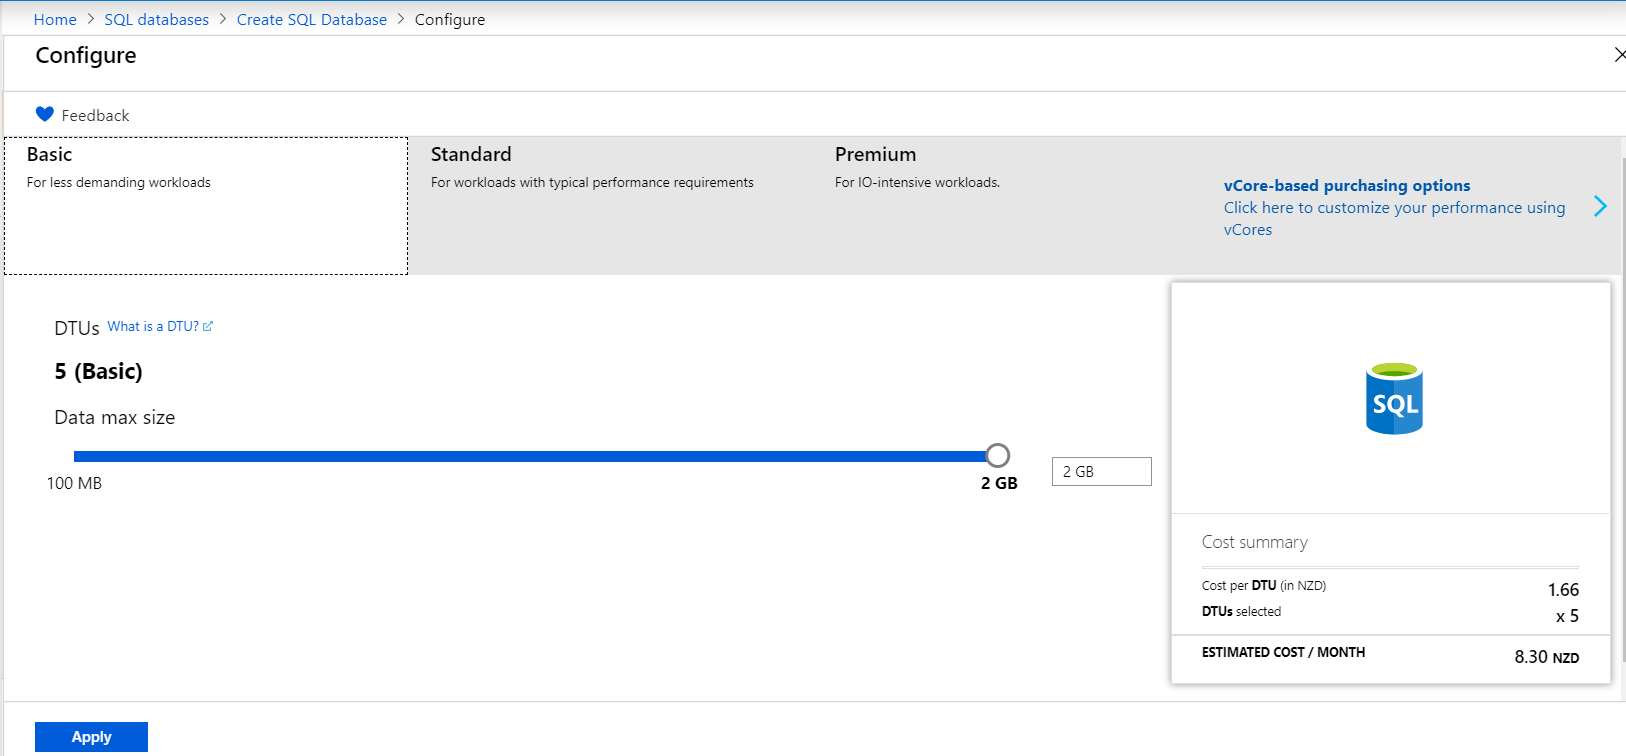 Home > SQL databases > Create SQL Database > Configure
Configure
Feedback
Basic
For less demanding workloads
Standard
For workloads with typical performance requirements
Premium
For IO-intensive workloads.
vCore-based purchasing options
Click here to customize your performance using
vCores
DTUs What is a DTU?
5 (Basic)
Data max size
100 MB
2 GB
2 GB
SQL
Cost summary
Cost per DTU (in NZD) 1.66
DTUs selected x 5
ESTIMATED COST / MONTH 8.30 NZD
Apply